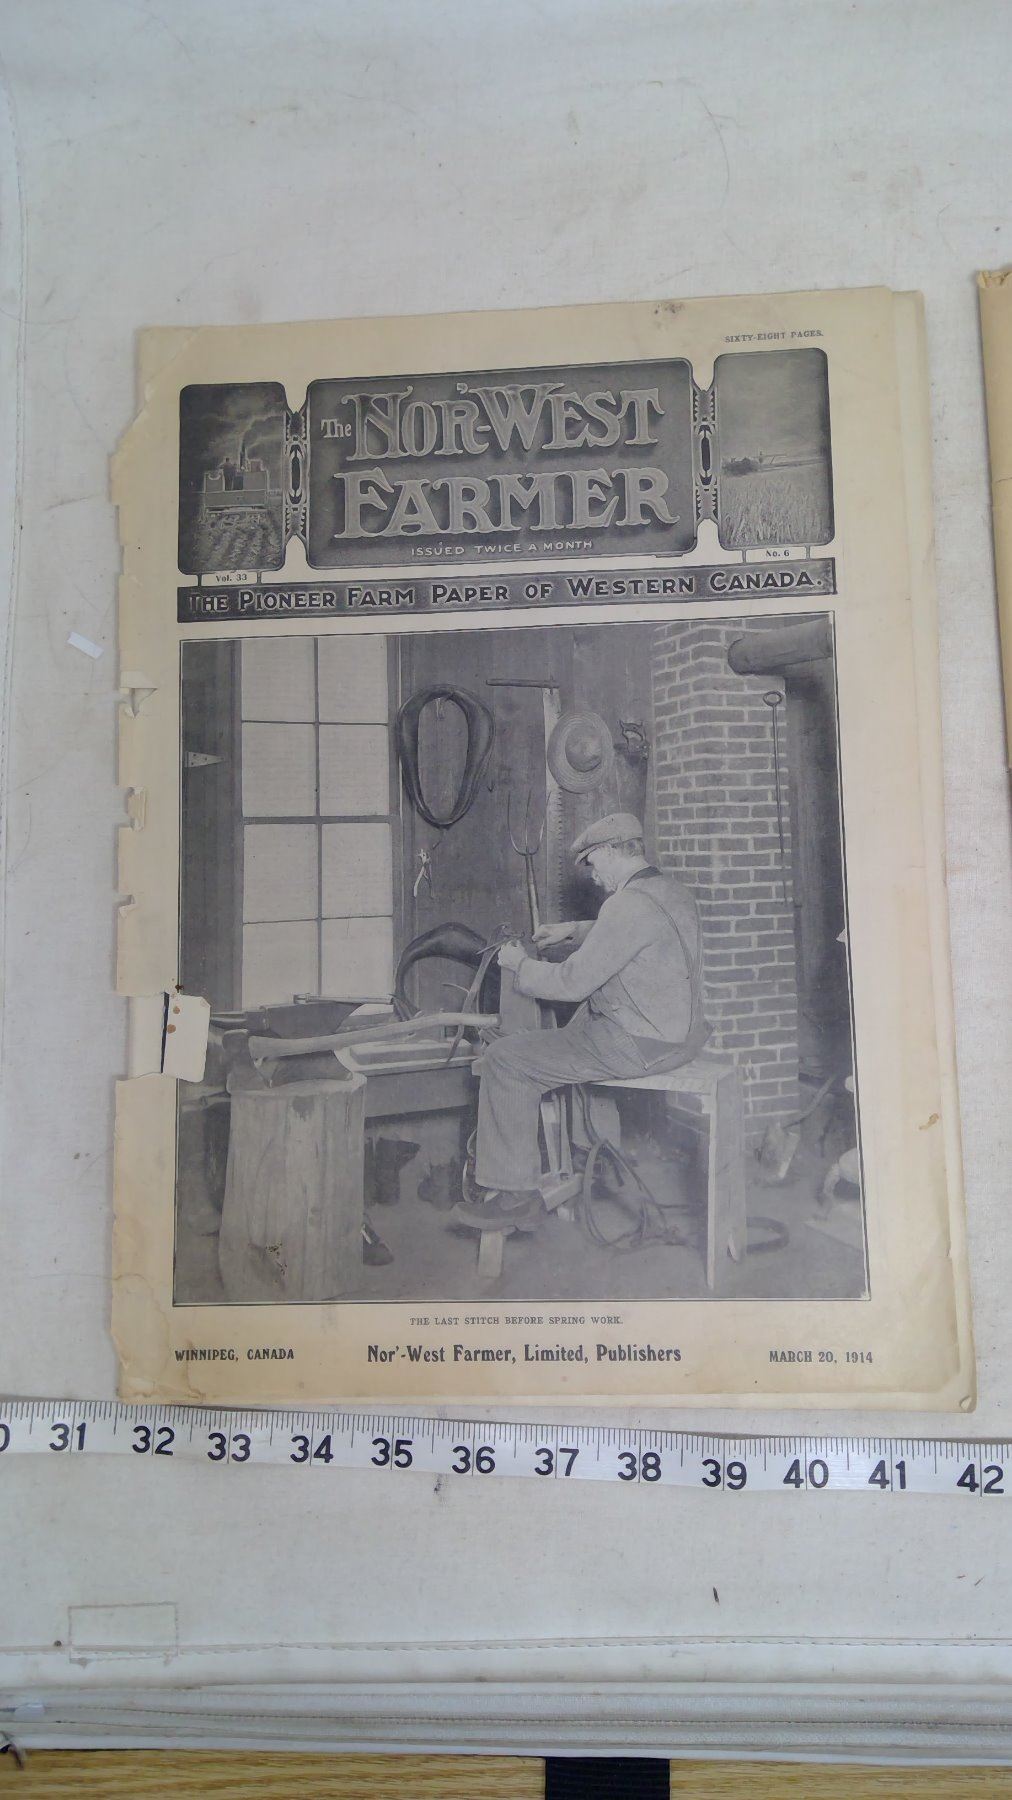 SIXTY-EIGHT PAGES.
The NOR'-WEST
FARMER
ISSUED TWICE A MONTH
Vol. 33
No. 6
THE PIONEER FARM PAPER OF WESTERN CANADA.
THE LAST STITCH BEFORE SPRING WORK.
WINNIPEG, CANADA Nor'-West Farmer, Limited, Publishers MARCH 20, 1914
31 32 33 34 35 36 37 38 39 40 41 42